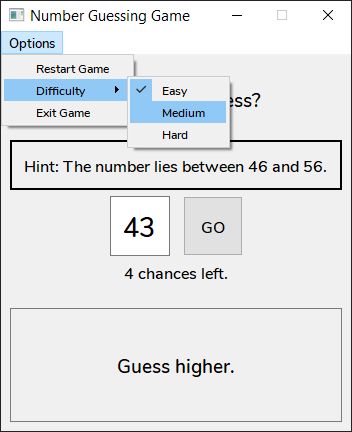 Number Guessing Game
Options
Restart Game
Difficulty
Exit Game
Easy
Medium
Hard
Hint: The number lies between 46 and 56.
43
GO
4 chances left.
Guess higher.